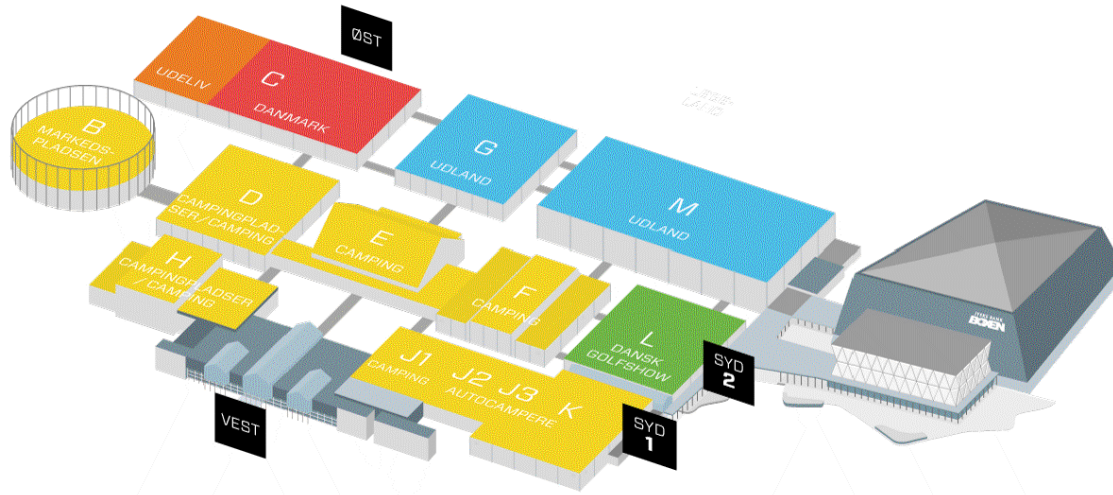 ØST
UDELIV
C
DANMARK
B
MARKEDS-
PLADSEN
G
UDLAND
D
CAMPINGPLAD-
SER/CAMPING
M
UDLAND
E
CAMPING
H
CAMPINGPLADSER
/CAMPING
F
CAMPING
L
DANSK
GOLFSHOW
J1
CAMPING
J2 J3
AUTOCAMPERE
K
SYD
2
SYD
1
VEST
BOXEN